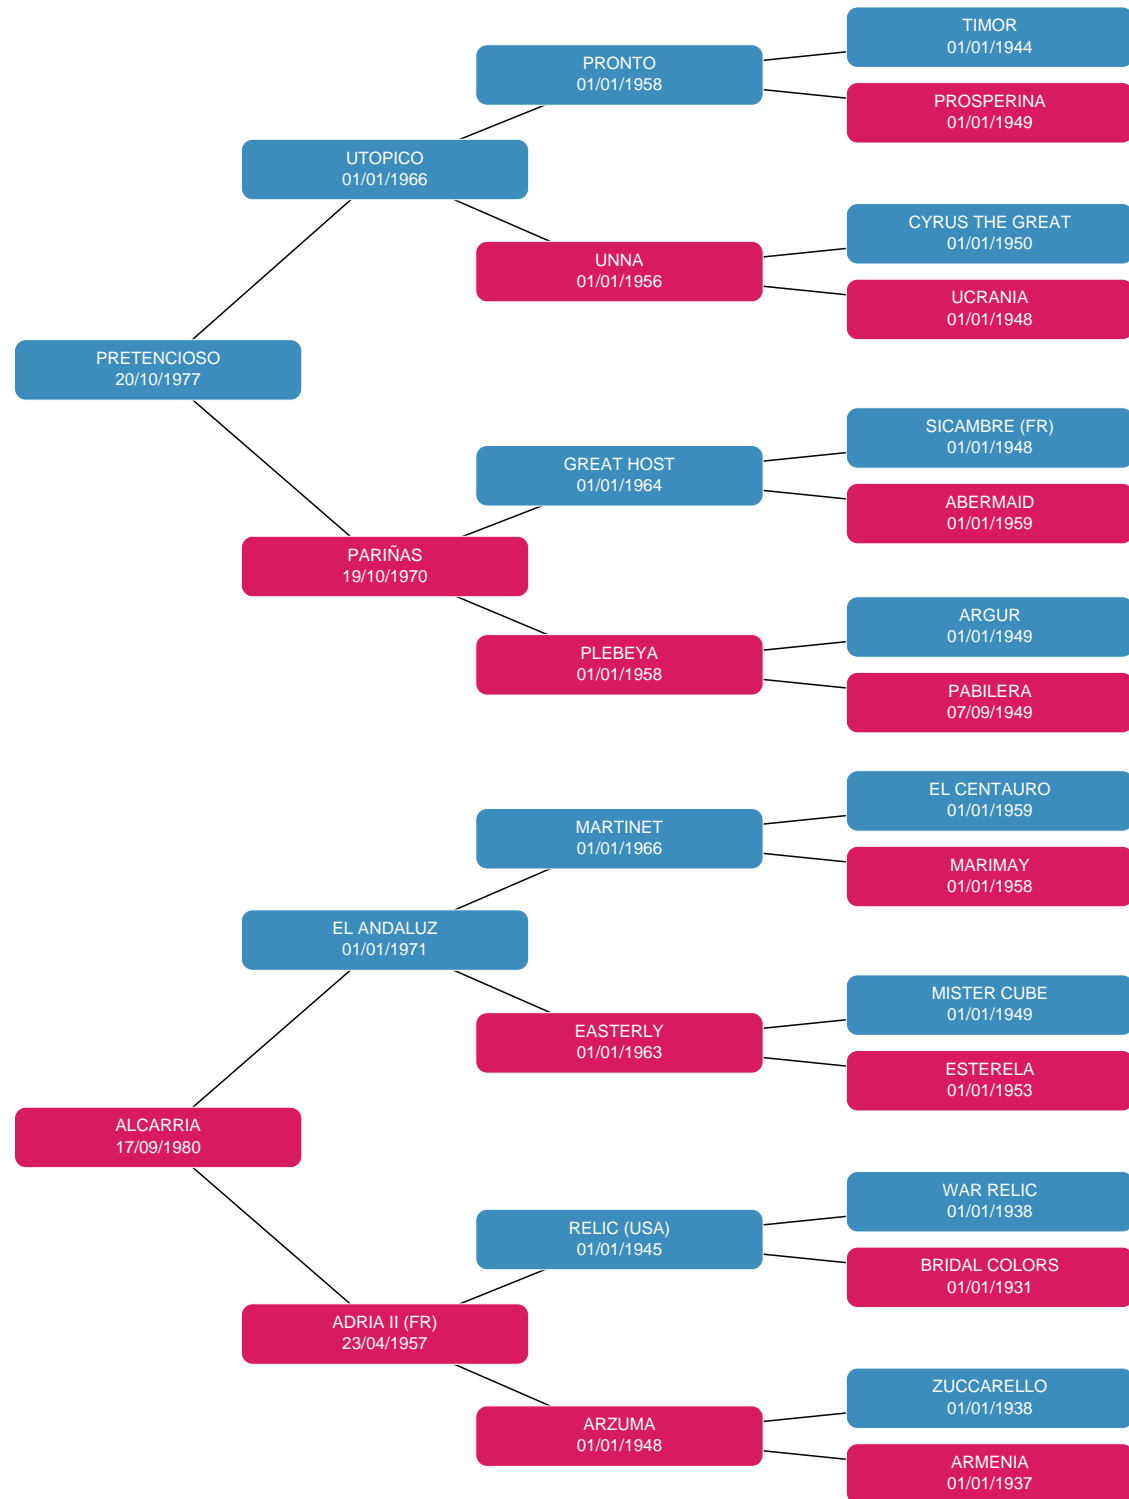 TIMOR
01/01/1944
PRONTO
01/01/1958
PROSPERINA
01/01/1949
UTOPICO
01/01/1966
CYRUS THE GREAT
01/01/1950
UNNA
01/01/1956
UCRANIA
01/01/1948
PRETENCIOSO
20/10/1977
SICAMBRE (FR)
01/01/1948
GREAT HOST
01/01/1964
ABERMAID
01/01/1959
PARIÑAS
19/10/1970
ARGUR
01/01/1949
PLEBEYA
01/01/1958
PABILERA
07/09/1949
EL CENTAURO
01/01/1959
MARTINET
01/01/1966
MARIMAY
01/01/1958
EL ANDALUZ
01/01/1971
MISTER CUBE
01/01/1949
EASTERLY
01/01/1963
ESTERELA
01/01/1953
ALCARRIA
17/09/1980
WAR RELIC
01/01/1938
RELIC (USA)
01/01/1945
BRIDAL COLORS
01/01/1931
ADRIA II (FR)
23/04/1957
ZUCCARELLO
01/01/1938
ARZUMA
01/01/1948
ARMENIA
01/01/1937